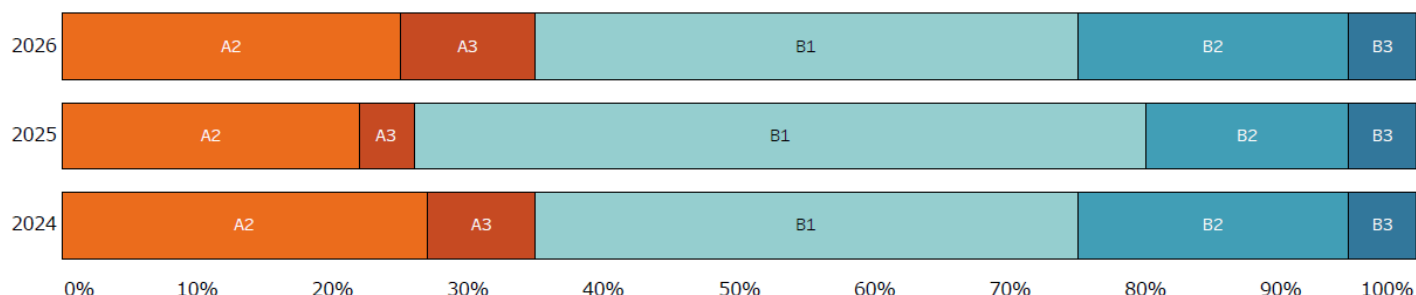 2026 A2 A3 B1 B2 B3
2025 A2 A3 B1 B2 B3
2024 A2 A3 B1 B2 B3
0% 10% 20% 30% 40% 50% 60% 70% 80% 90% 100%